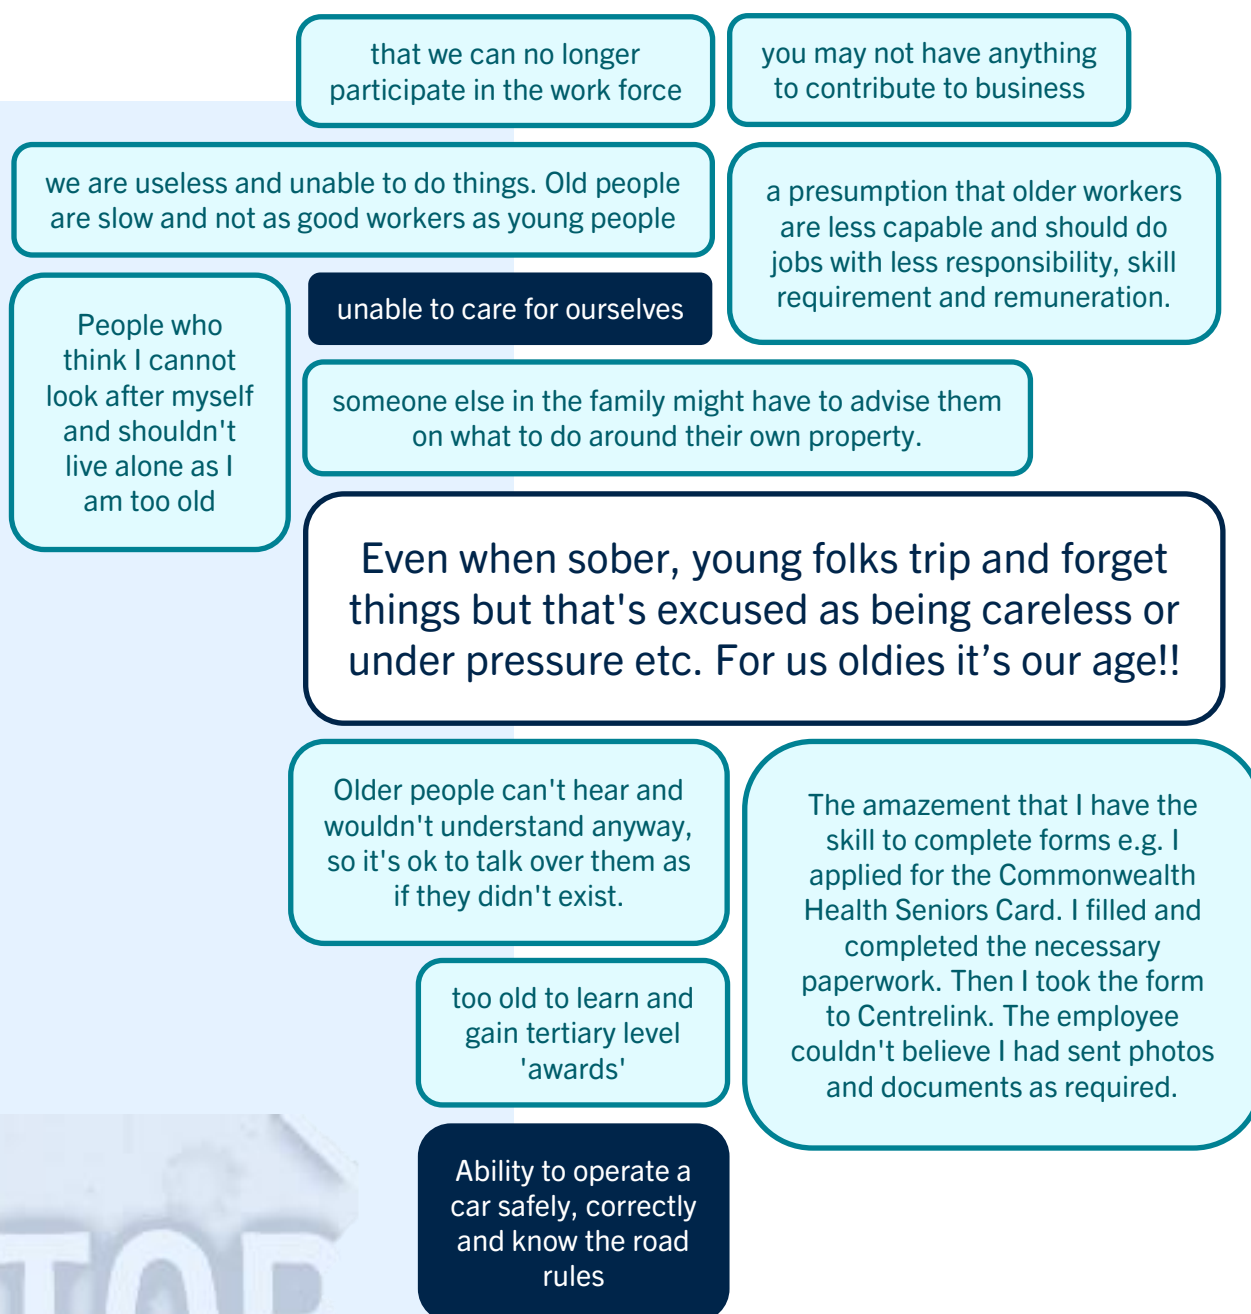 that we can no longer
participate in the work force
you may not have anything
to contribute to business
we are useless and unable to do things. Old people
are slow and not as good workers as young people
a presumption that older workers
are less capable and should do
jobs with less responsibility, skill
requirement and remuneration.
People who
think I cannot
look after myself
and shouldn't
live alone as I
am too old
unable to care for ourselves
someone else in the family might have to advise them
on what to do around their own property.
Even when sober, young folks trip and forget
things but that's excused as being careless or
under pressure etc. For us oldies it’s our age!!
Older people can't hear and
wouldn't understand anyway,
so it's ok to talk over them as
if they didn't exist.
The amazement that I have the
skill to complete forms e.g. I
applied for the Commonwealth
Health Seniors Card. I filled and
completed the necessary
paperwork. Then I took the form
to Centrelink. The employee
couldn't believe I had sent photos
and documents as required.
too old to learn and
gain tertiary level
'awards'
Ability to operate a
car safely, correctly
and know the road
rules
TOP